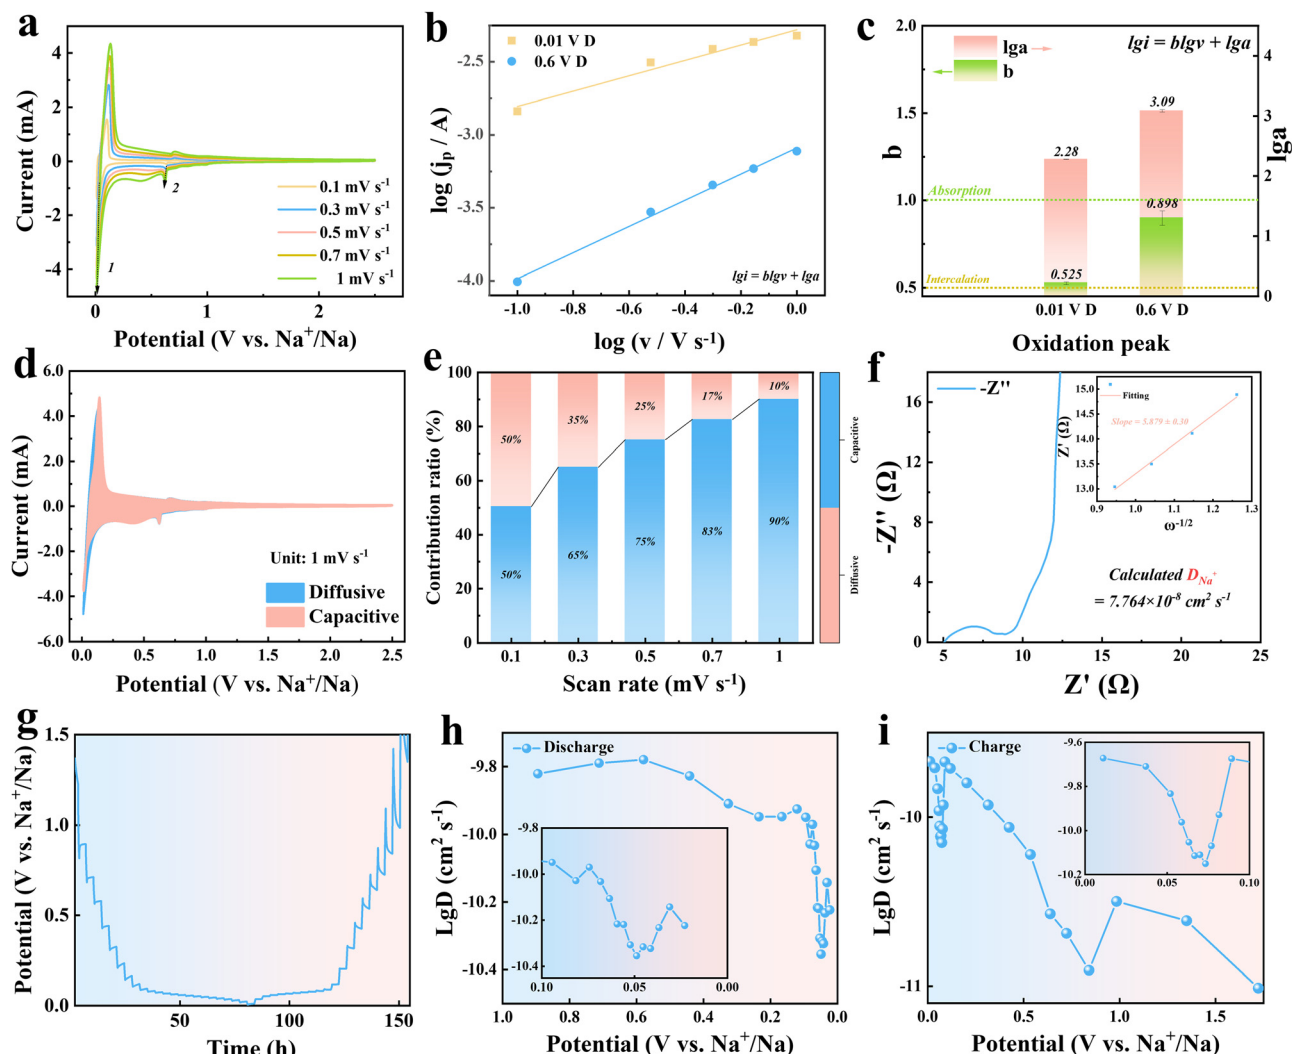 a
Current (mA)
4
2
0
-2
-4
0
1
2
Potential (V vs. Na⁺/Na)
1
2
0.1 mV s⁻¹
0.3 mV s⁻¹
0.5 mV s⁻¹
0.7 mV s⁻¹
1 mV s⁻¹
b
log (jₚ / A)
-2.5
-3.0
-3.5
-4.0
-1.0 -0.8 -0.6 -0.4 -0.2 0.0
log (v / V s⁻¹)
0.01 V D
0.6 V D
lgi = blgv + lga
c
b
2.0
1.5
1.0
0.5
lga
4
3
2
1
0
lga
b
lgi = blgv + lga
3.09
2.28
Absorption
0.898
0.525
Intercalation
0.01 V D 0.6 V D
Oxidation peak
d
Current (mA)
6.0
4.0
2.0
0.0
-2.0
-4.0
-6.0
0.0 0.5 1.0 1.5 2.0 2.5
Potential (V vs. Na⁺/Na)
Unit: 1 mV s⁻¹
Diffusive
Capacitive
e
Contribution ratio (%)
100
80
60
40
20
0
50% 35% 25% 17% 10%
50% 65% 75% 83% 90%
0.1 0.3 0.5 0.7 1
Scan rate (mV s⁻¹)
Capacitive
Diffusive
f
-Z'' (Ω)
16
12
8
4
0
5 10 15 20 25
Z' (Ω)
-Z''
Z' (Ω)
15.0
14.5
14.0
13.5
13.0
0.9 1.0 1.1 1.2 1.3
ω⁻¹/²
Fitting
Slope = 5.879 ± 0.30
Calculated D_Na⁺
= 7.764×10⁻⁸ cm² s⁻¹
g
Potential (V vs. Na⁺/Na)
1.5
1.0
0.5
0.0
50 100 150
Time (h)
h
LgD (cm² s⁻¹)
-9.8
-10.0
-10.2
-10.4
1.0 0.8 0.6 0.4 0.2 0.0
Potential (V vs. Na⁺/Na)
Discharge
-9.8
-10.0
-10.2
-10.4
0.10 0.05 0.00
i
LgD (cm² s⁻¹)
-10
-11
0.0 0.5 1.0 1.5
Potential (V vs. Na⁺/Na)
Charge
-9.6
-9.8
-10.0
-10.2
0.00 0.05 0.10